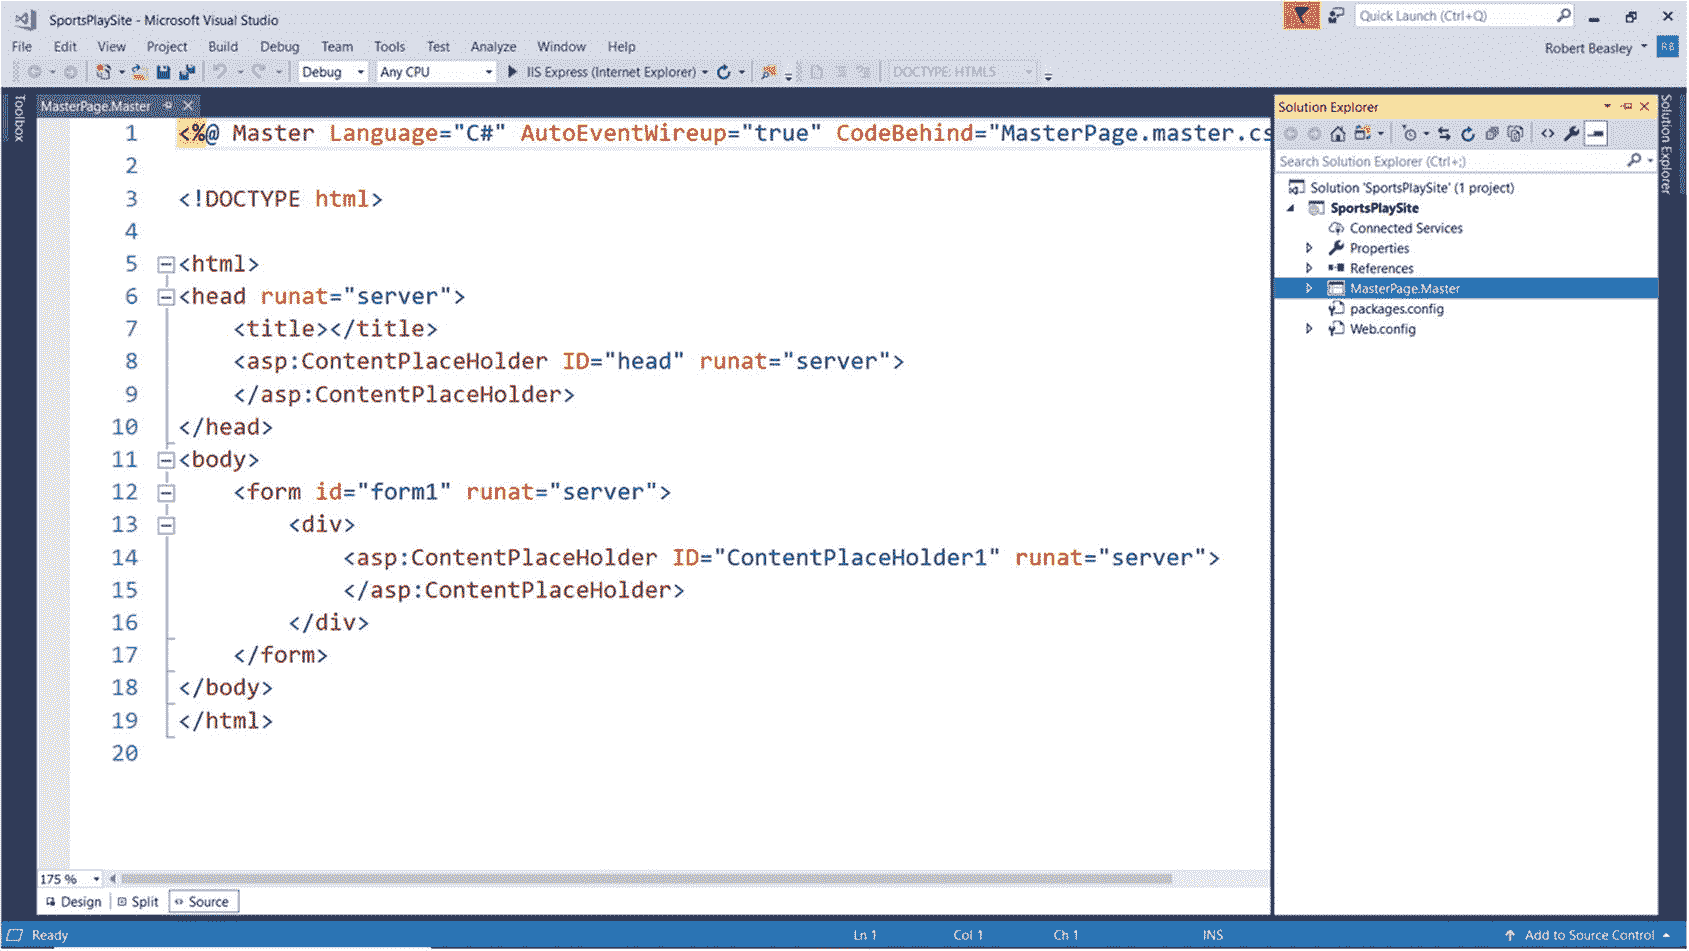 SportsPlaySite - Microsoft Visual Studio
Quick Launch (Ctrl+Q)
File Edit View Project Build Debug Team Tools Test Analyze Window Help
Robert Beasley RB
Debug Any CPU IIS Express (Internet Explorer) DOCTYPE: HTML5
Toolbox
MasterPage.Master
1 <%@ Master Language="C#" AutoEventWireup="true" CodeBehind="MasterPage.master.cs
2
3 <!DOCTYPE html>
4
5 <html>
6 <head runat="server">
7 <title></title>
8 <asp:ContentPlaceHolder ID="head" runat="server">
9 </asp:ContentPlaceHolder>
10 </head>
11 <body>
12 <form id="form1" runat="server">
13 <div>
14 <asp:ContentPlaceHolder ID="ContentPlaceHolder1" runat="server">
15 </asp:ContentPlaceHolder>
16 </div>
17 </form>
18 </body>
19 </html>
20
175 %
Design Split Source
Solution Explorer
Search Solution Explorer (Ctrl+;)
Solution 'SportsPlaySite' (1 project)
SportsPlaySite
Connected Services
Properties
References
MasterPage.Master
packages.config
Web.config
Solution Explorer
Ready Ln 1 Col 1 Ch 1 INS Add to Source Control